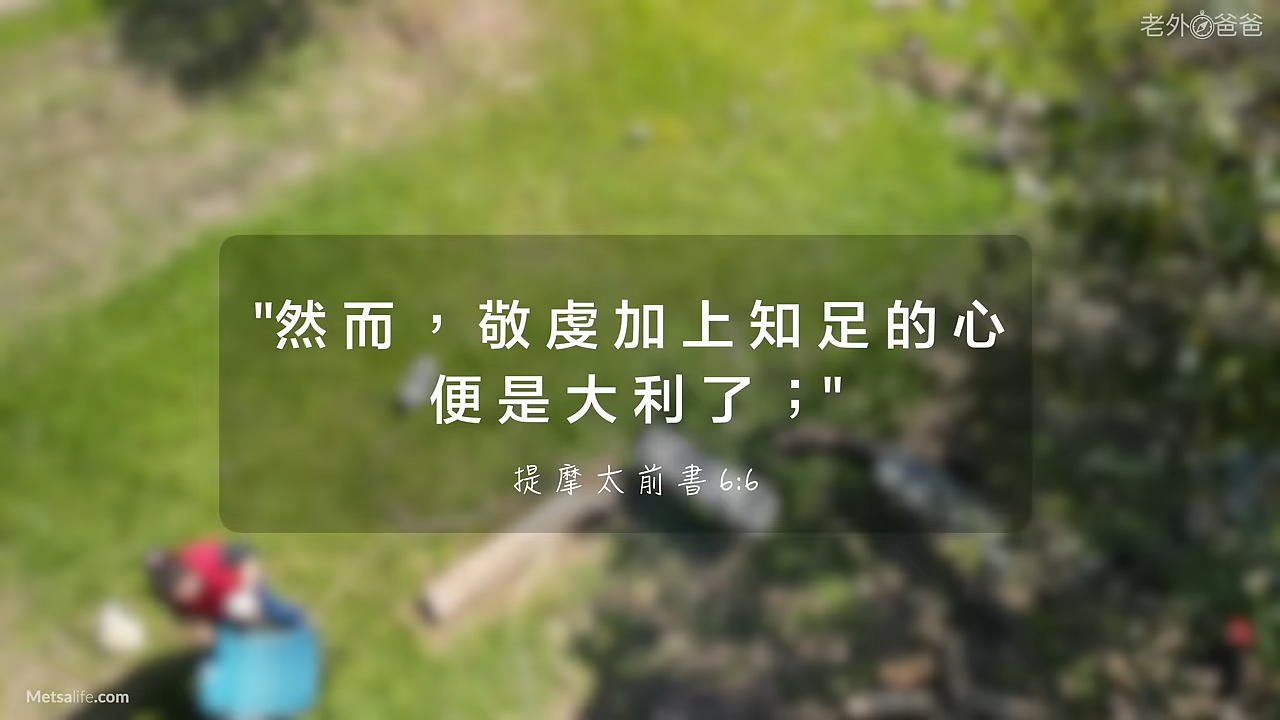 老外爸爸
"然而，敬虔加上知足的心
便是大利了；"
提摩太前書 6:6
Metsalife.com